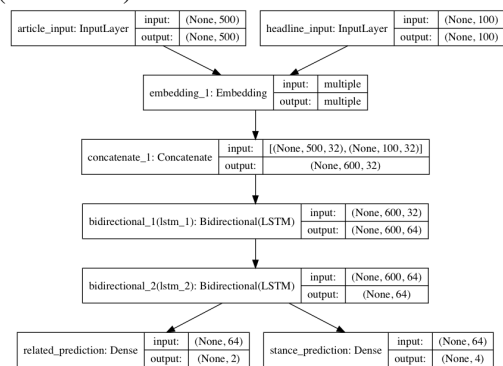 article_input: InputLayer input: (None, 500)
output: (None, 500)
headline_input: InputLayer input: (None, 100)
output: (None, 100)
embedding_1: Embedding input: multiple
output: multiple
concatenate_1: Concatenate input: [(None, 500, 32), (None, 100, 32)]
output: (None, 600, 32)
bidirectional_1(lstm_1): Bidirectional(LSTM) input: (None, 600, 32)
output: (None, 600, 64)
bidirectional_2(lstm_2): Bidirectional(LSTM) input: (None, 600, 64)
output: (None, 64)
related_prediction: Dense input: (None, 64)
output: (None, 2)
stance_prediction: Dense input: (None, 64)
output: (None, 4)